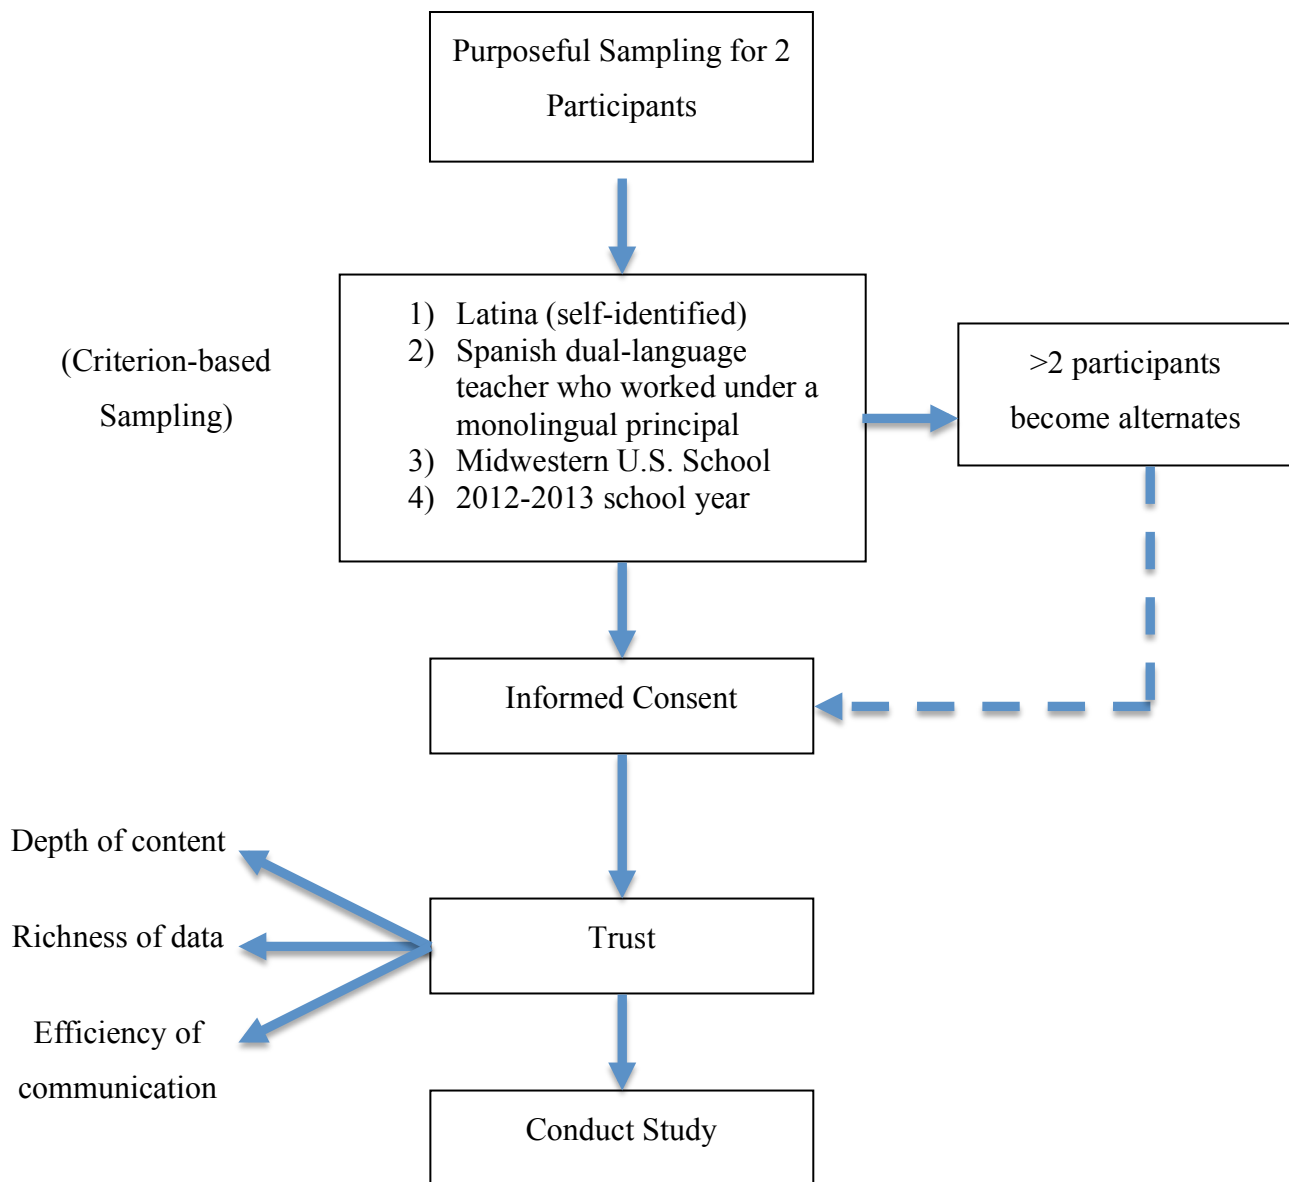 Purposeful Sampling for 2
Participants
(Criterion-based
Sampling)
1) Latina (self-identified)
2) Spanish dual-language
teacher who worked under a
monolingual principal
3) Midwestern U.S. School
4) 2012-2013 school year
>2 participants
become alternates
Informed Consent
Depth of content
Richness of data
Efficiency of
communication
Trust
Conduct Study